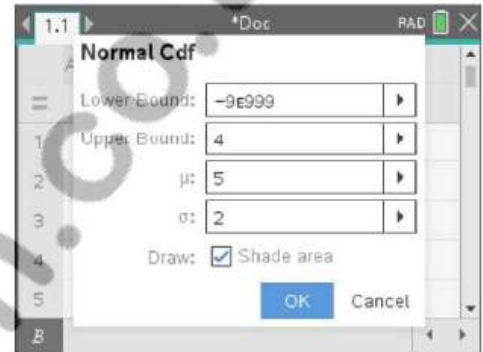 1.1 *Doc RAD
Normal Cdf
A
Lower Bound: -9ᴇ999
1 Upper Bound: 4
2 μ: 5
3 σ: 2
4 Draw: Shade area
5 OK Cancel
B